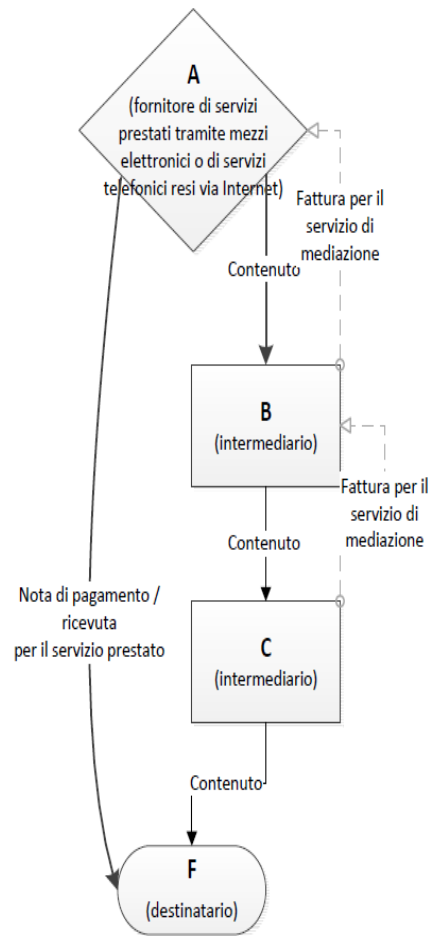 A
(fornitore di servizi
prestati tramite mezzi
elettronici o di servizi
telefonici resi via Internet)
Fattura per il
servizio di
mediazione
Contenuto
B
(intermediario)
Fattura per il
servizio di
mediazione
Contenuto
Nota di pagamento /
ricevuta
per il servizio prestato
C
(intermediario)
Contenuto
F
(destinatario)